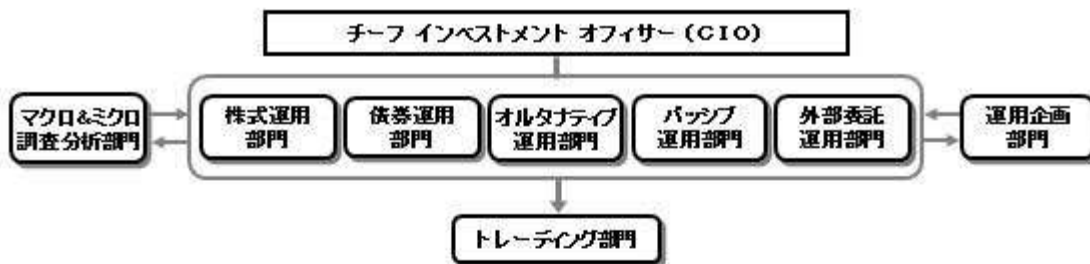 チーフ インベストメント オフィサー（ＣＩＯ）
マクロ&ミクロ
調査分析部門
株式運用
部門
債券運用
部門
オルタナティブ
運用部門
パッシブ
運用部門
外部委託
運用部門
運用企画
部門
トレーディング部門